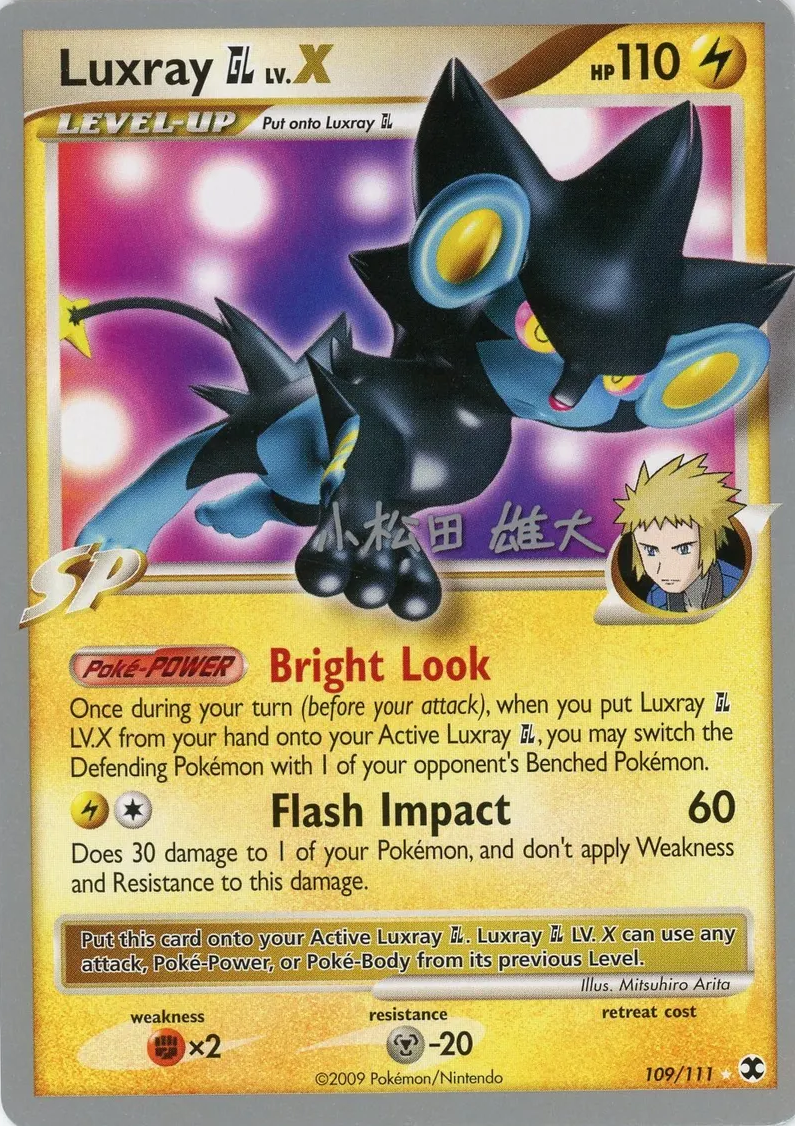 Luxray GL LV.X HP 110
LEVEL-UP Put onto Luxray GL
小松田 雄大
SP
Poké-POWER Bright Look
Once during your turn (before your attack), when you put Luxray GL
LV.X from your hand onto your Active Luxray GL, you may switch the
Defending Pokémon with 1 of your opponent's Benched Pokémon.
Flash Impact 60
Does 30 damage to 1 of your Pokémon, and don't apply Weakness
and Resistance to this damage.
Put this card onto your Active Luxray GL. Luxray GL LV. X can use any
attack, Poké-Power, or Poké-Body from its previous Level.
Illus. Mitsuhiro Arita
weakness resistance retreat cost
×2 -20
©2009 Pokémon/Nintendo 109/111